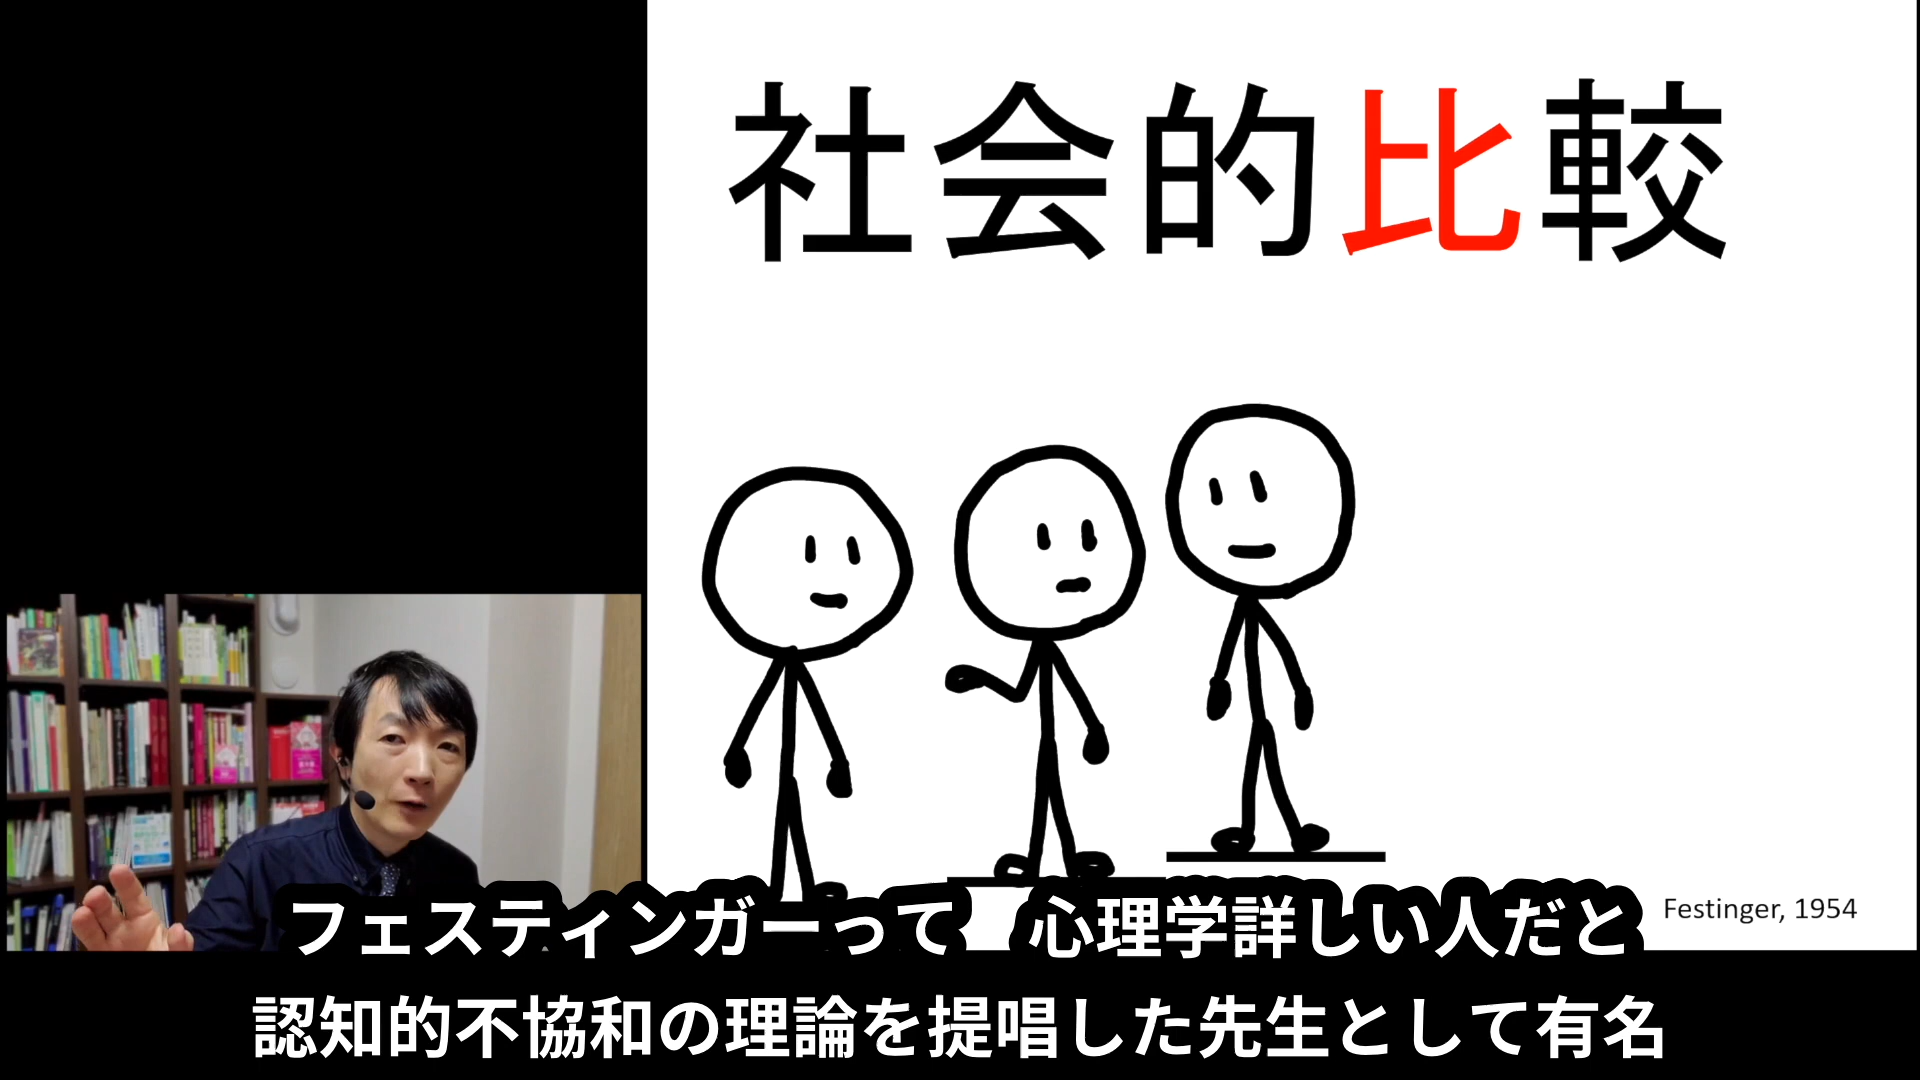 社会的比較
Festinger, 1954
フェスティンガーって 心理学詳しい人だと
認知的不協和の理論を提唱した先生として有名